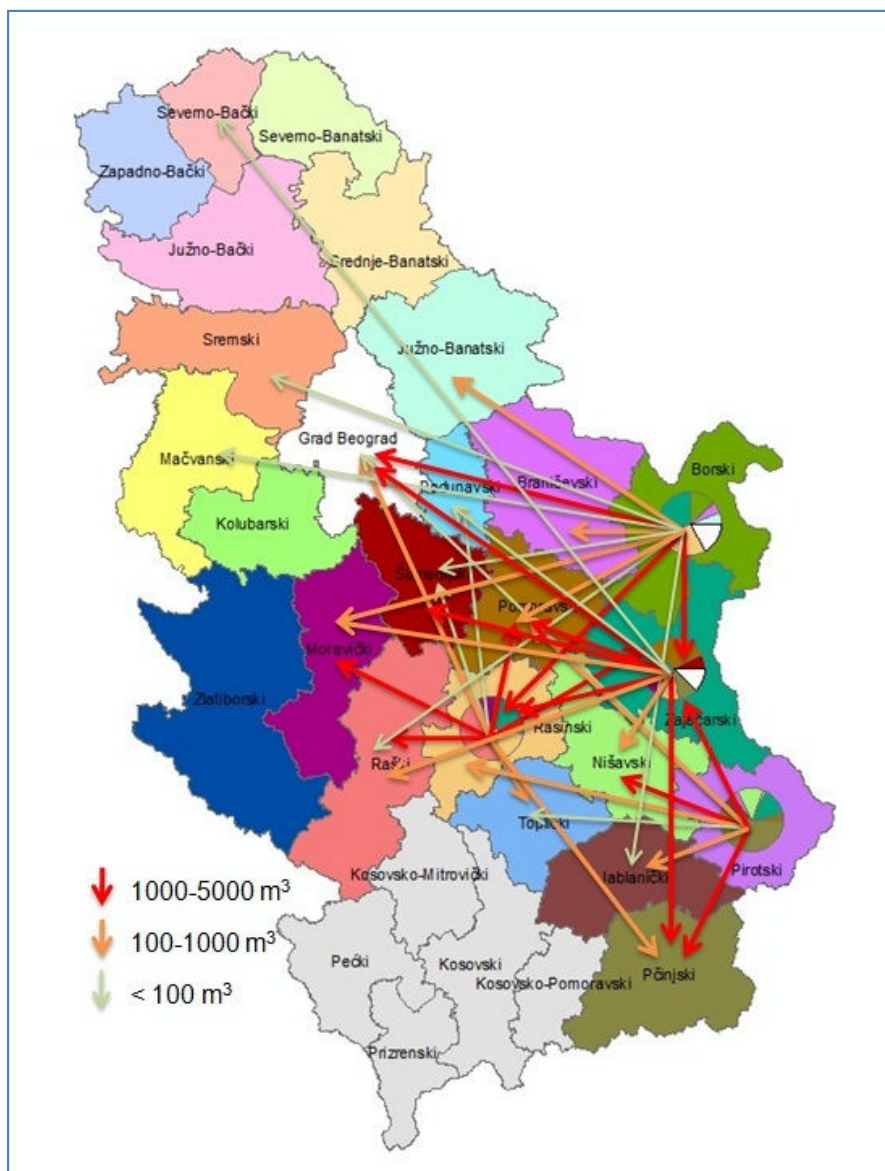 Severno-Bački
Severno-Banatski
Zapadno-Bački
Južno-Bački
Srednje-Banatski
Sremski
Južno-Banatski
Grad Beograd
Mačvanski
Podunavski
Braničevski
Borski
Kolubarski
Moravički
Zlatiborski
Rasinski
Zaječarski
Raški
Nišavski
Toplički
Pirotski
Jablanički
Kosovsko-Mitrovički
1000-5000 m³
100-1000 m³
< 100 m³
Pećki
Kosovski
Kosovsko-Pomoravski
Pčinjski
Prizrenski